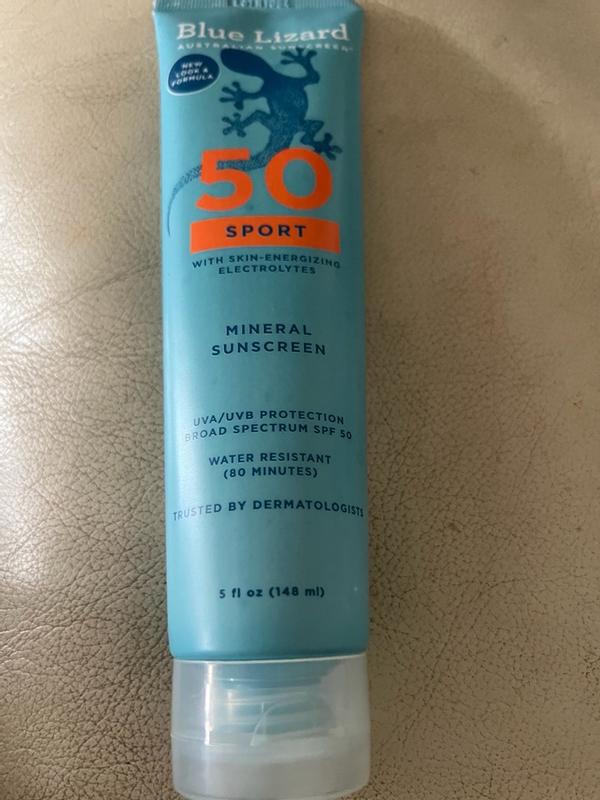 Blue Lizard
AUSTRALIAN SUNSCREEN
NEW
LOOK &
FORMULA
50
SPORT
WITH SKIN-ENERGIZING
ELECTROLYTES
MINERAL
SUNSCREEN
UVA/UVB PROTECTION
BROAD SPECTRUM SPF 50
WATER RESISTANT
(80 MINUTES)
TRUSTED BY DERMATOLOGISTS
5 fl oz (148 ml)